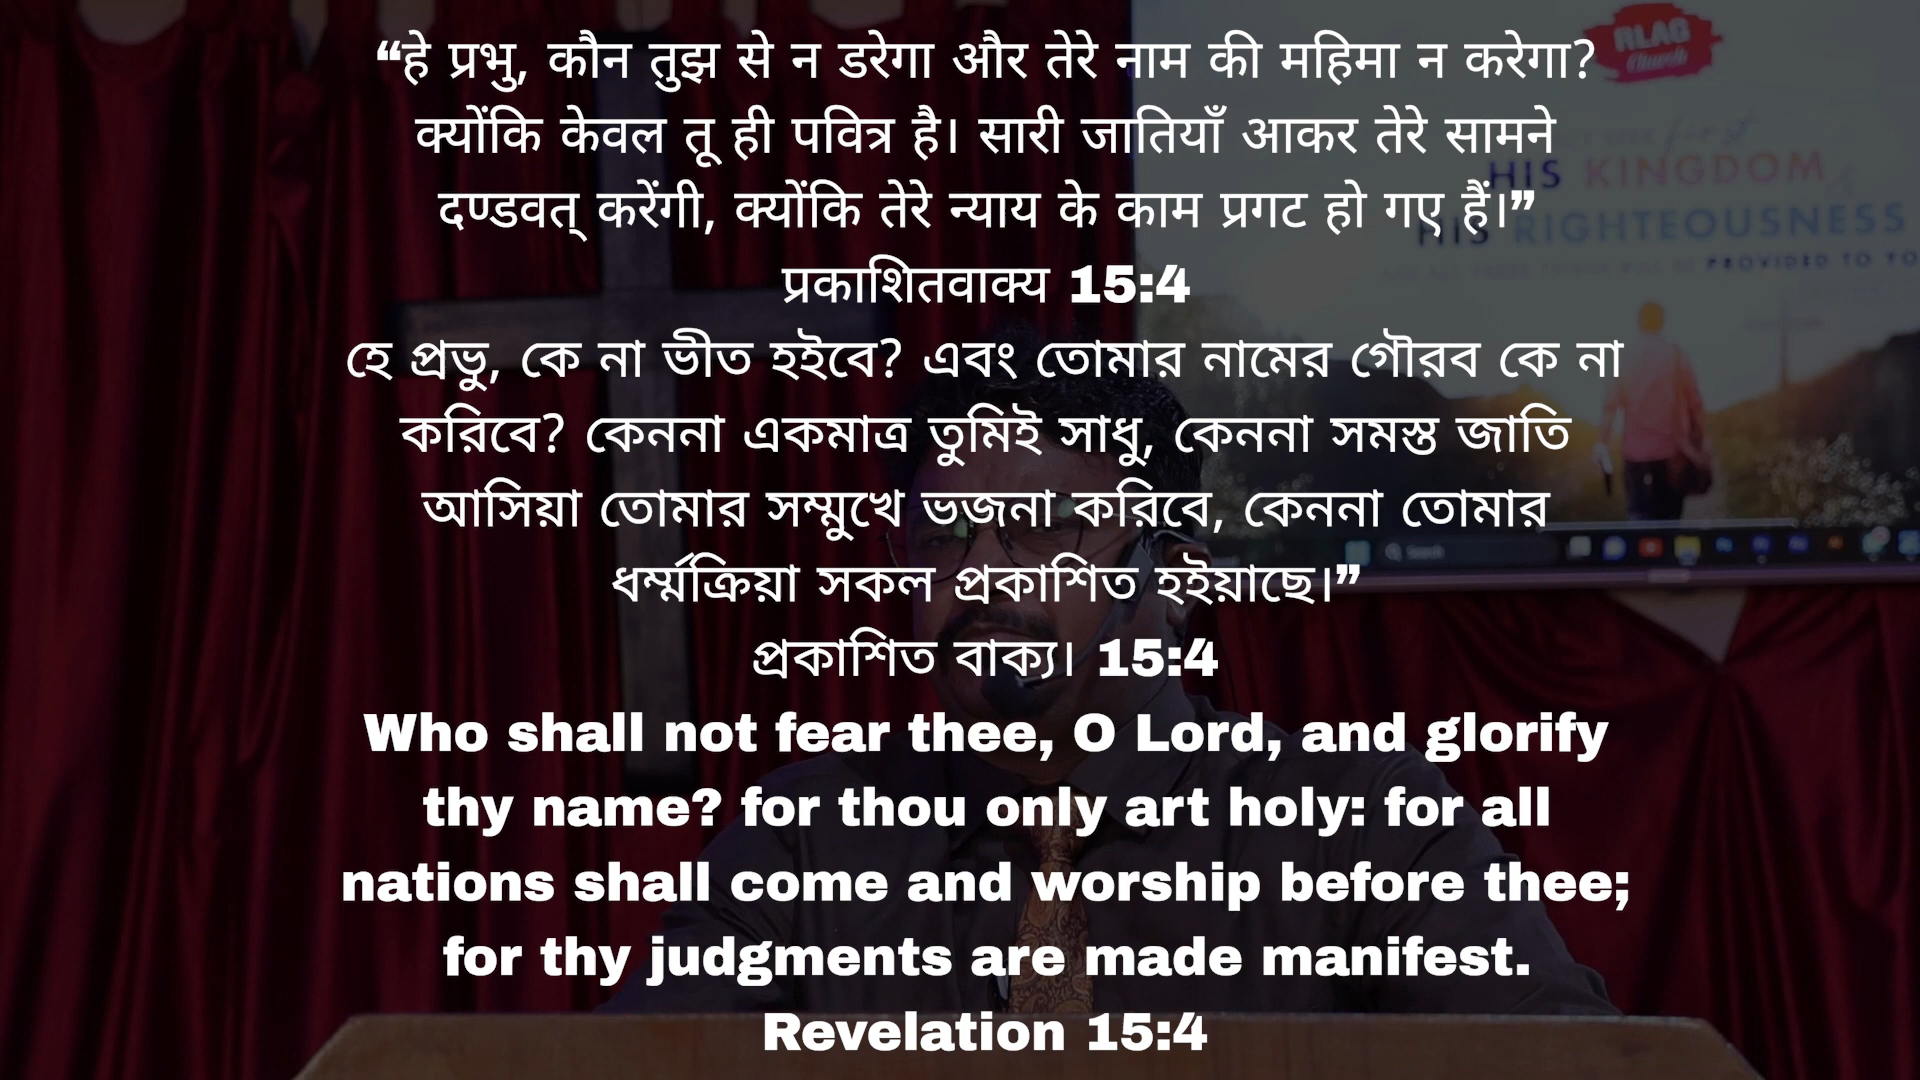 “हे प्रभु, कौन तुझ से न डरेगा और तेरे नाम की महिमा न करेगा?
क्योंकि केवल तू ही पवित्र है। सारी जातियाँ आकर तेरे सामने
दण्डवत् करेंगी, क्योंकि तेरे न्याय के काम प्रगट हो गए हैं।”
प्रकाशितवाक्य 15:4
হে প্রভু, কে না ভীত হইবে? এবং তোমার নামের গৌরব কে না
করিবে? কেননা একমাত্র তুমিই সাধু, কেননা সমস্ত জাতি
আসিয়া তোমার সম্মুখে ভজনা করিবে, কেননা তোমার
ধর্ম্মক্রিয়া সকল প্রকাশিত হইয়াছে।”
প্রকাশিত বাক্য। 15:4
Who shall not fear thee, O Lord, and glorify
thy name? for thou only art holy: for all
nations shall come and worship before thee;
for thy judgments are made manifest.
Revelation 15:4
RLAG
Church
first
HIS KINGDOM
HIS RIGHTEOUSNESS
PROVIDED TO YO
Search